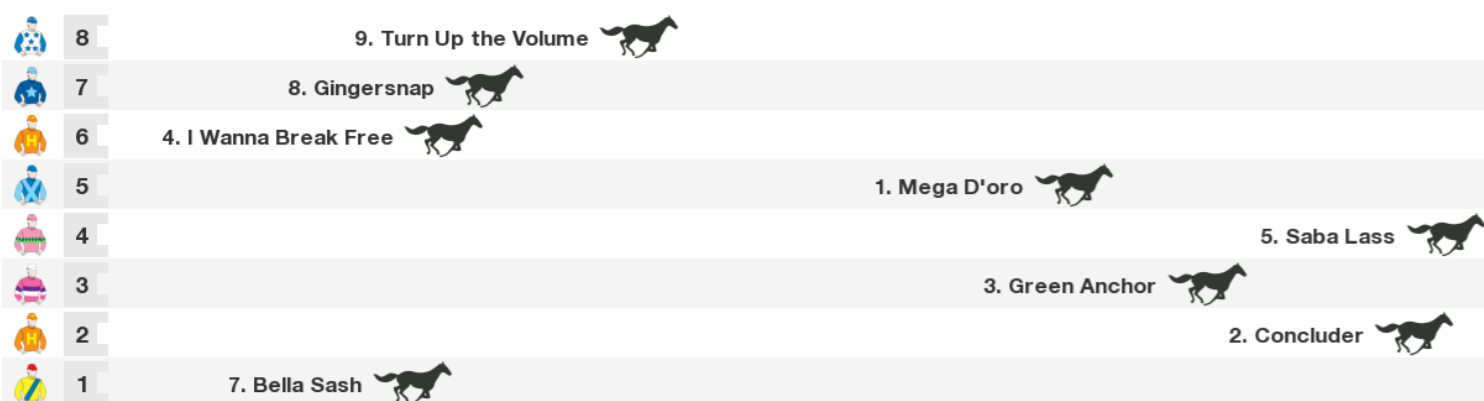 8 9. Turn Up the Volume
7 8. Gingersnap
6 4. I Wanna Break Free
5 1. Mega D'oro
4 5. Saba Lass
3 3. Green Anchor
H 2 2. Concluder
1 7. Bella Sash